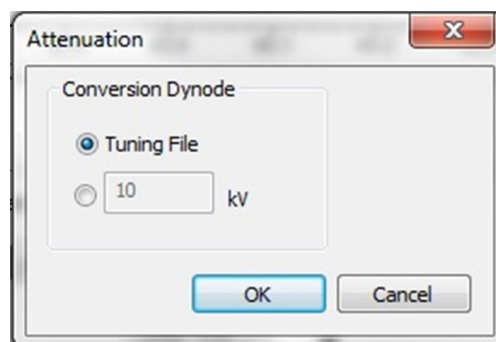 Attenuation
Conversion Dynode
Tuning File
10 kV
OK Cancel